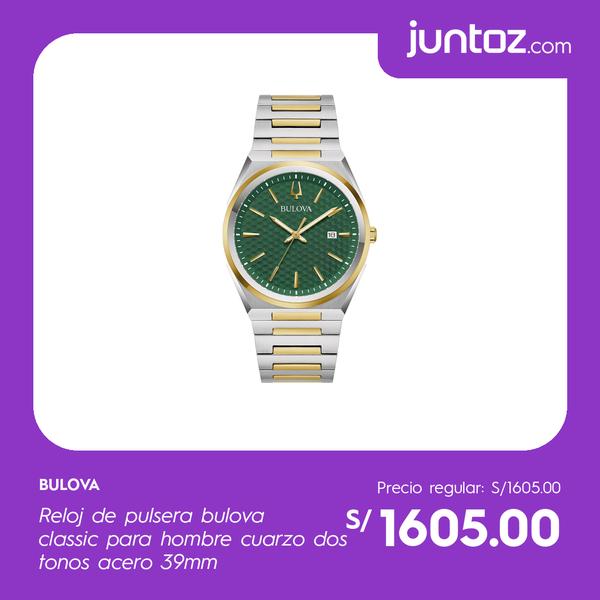 juntoz.com
BULOVA
18
BULOVA
Precio regular: S/1605.00
Reloj de pulsera bulova
classic para hombre cuarzo dos
tonos acero 39mm
S/1605.00